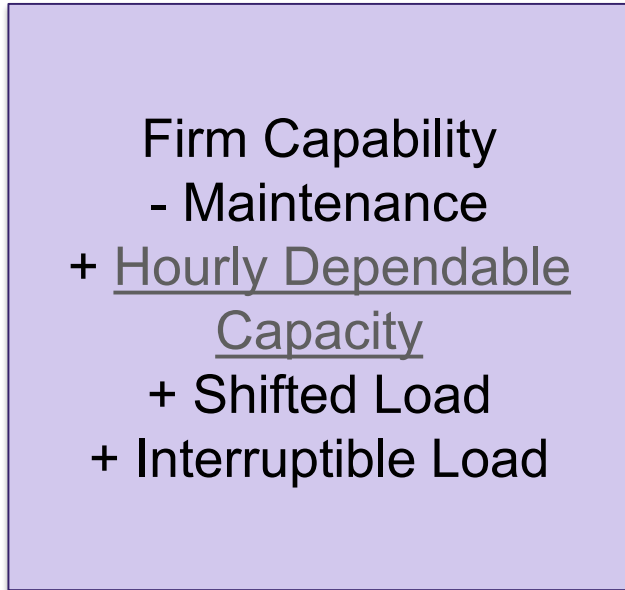 Firm Capability
- Maintenance
+ Hourly Dependable
Capacity
+ Shifted Load
+ Interruptible Load